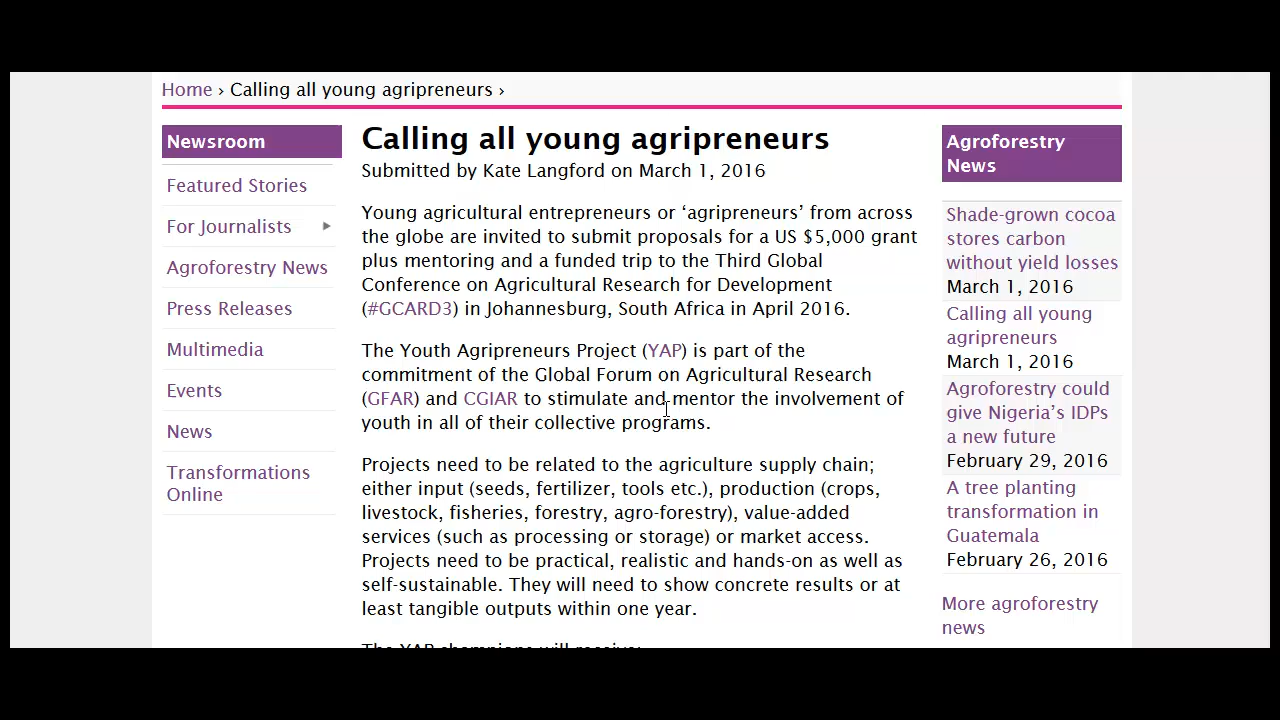 Home › Calling all young agripreneurs ›
Newsroom
Featured Stories
For Journalists
Agroforestry News
Press Releases
Multimedia
Events
News
Transformations
Online
Calling all young agripreneurs
Submitted by Kate Langford on March 1, 2016
Young agricultural entrepreneurs or ‘agripreneurs’ from across
the globe are invited to submit proposals for a US $5,000 grant
plus mentoring and a funded trip to the Third Global
Conference on Agricultural Research for Development
(#GCARD3) in Johannesburg, South Africa in April 2016.
The Youth Agripreneurs Project (YAP) is part of the
commitment of the Global Forum on Agricultural Research
(GFAR) and CGIAR to stimulate and mentor the involvement of
youth in all of their collective programs.
Projects need to be related to the agriculture supply chain;
either input (seeds, fertilizer, tools etc.), production (crops,
livestock, fisheries, forestry, agro-forestry), value-added
services (such as processing or storage) or market access.
Projects need to be practical, realistic and hands-on as well as
self-sustainable. They will need to show concrete results or at
least tangible outputs within one year.
The YAP champions will receive:
Agroforestry
News
Shade-grown cocoa
stores carbon
without yield losses
March 1, 2016
Calling all young
agripreneurs
March 1, 2016
Agroforestry could
give Nigeria’s IDPs
a new future
February 29, 2016
A tree planting
transformation in
Guatemala
February 26, 2016
More agroforestry
news